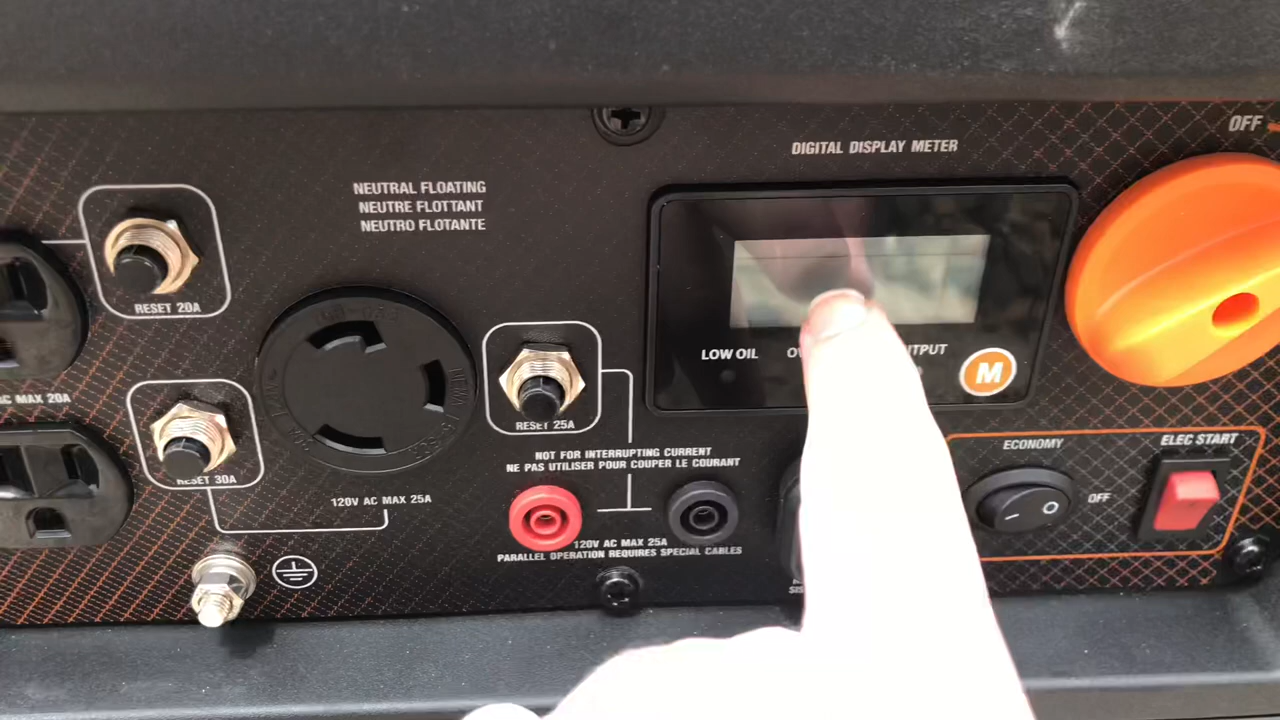 OFF
DIGITAL DISPLAY METER
NEUTRAL FLOATING
NEUTRE FLOTTANT
NEUTRO FLOTANTE
RESET 20A
LOW OIL
M
AC MAX 20A
RESET 25A
RESET 30A
120V AC MAX 25A
NOT FOR INTERRUPTING CURRENT
NE PAS UTILISER POUR COUPER LE COURANT
ECONOMY
OFF
ELEC START
120V AC MAX 25A
PARALLEL OPERATION REQUIRES SPECIAL CABLES